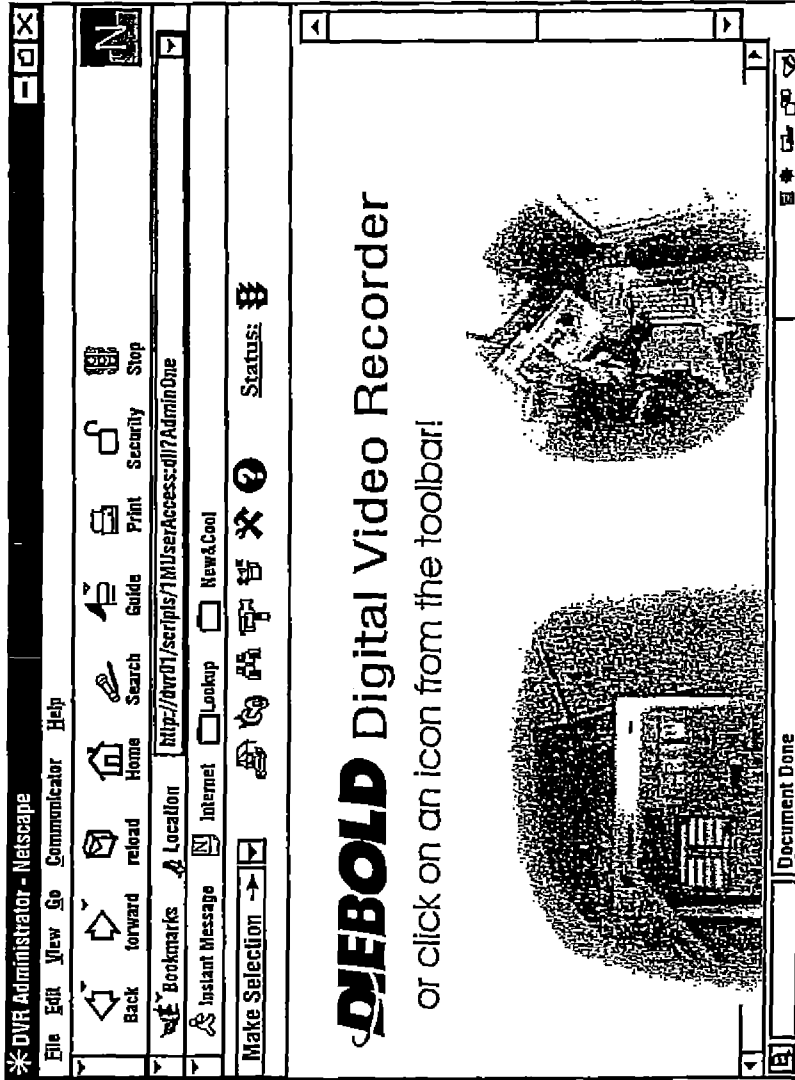 DVR Administrator - Netscape
File Edit View Go Communicator Help
Back forward reload Home Search Guide Print Security Stop
Bookmarks Location http://dvr01/scripts/1MUserAccess:dll?AdminOne
Instant Message Internet Lookup New&Cool
Make Selection → Status:
DIEBOLD Digital Video Recorder
or click on an icon from the toolbar!
Document Done